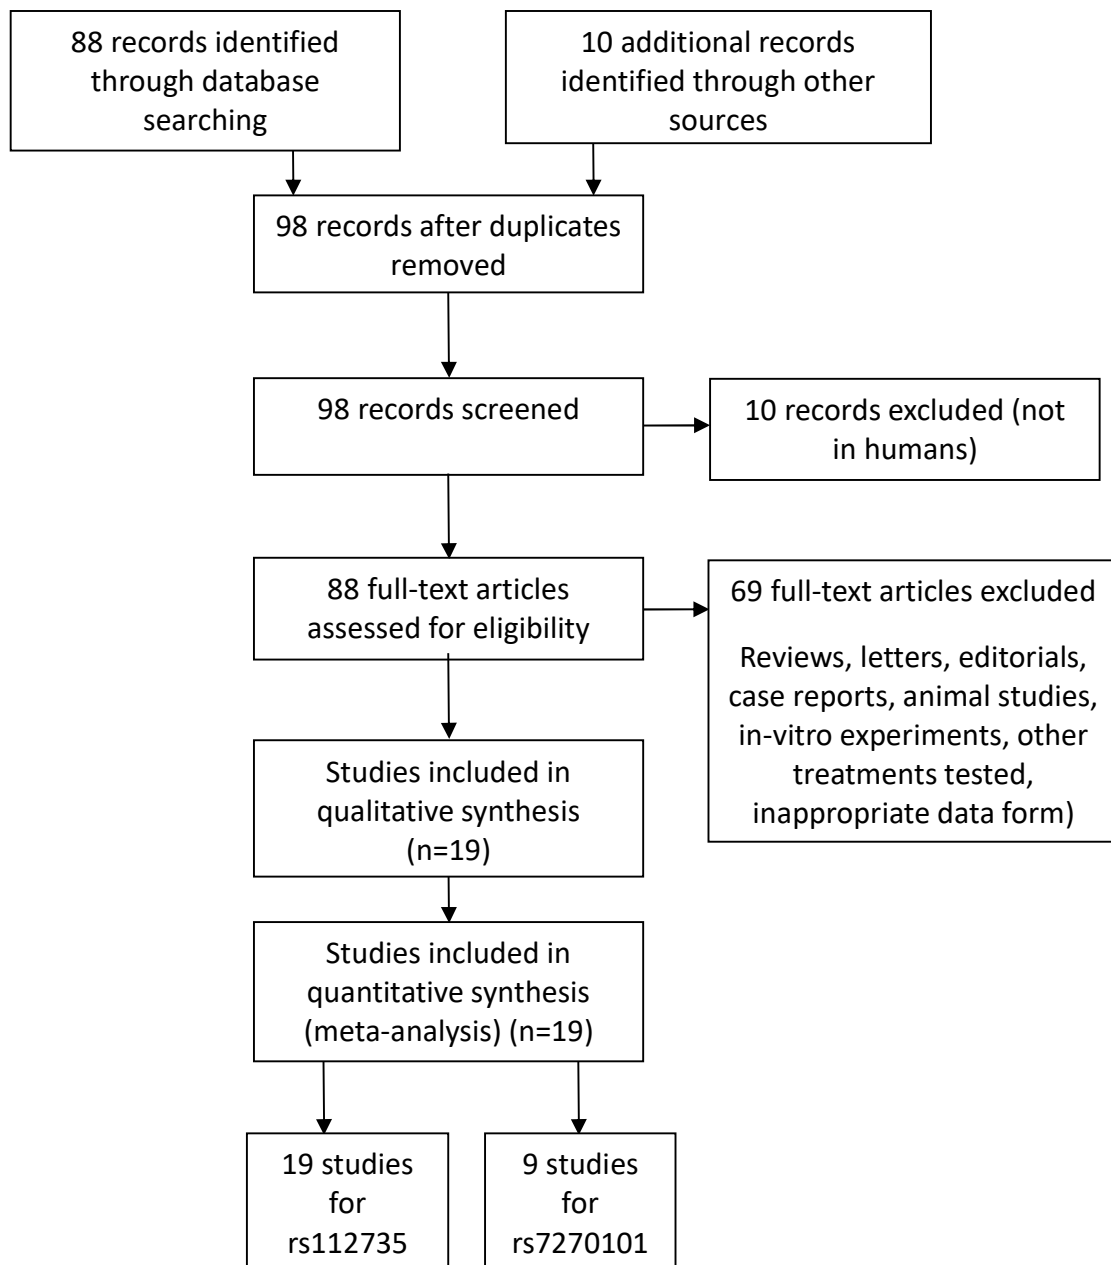 88 records identified
through database
searching
10 additional records
identified through other
sources
98 records after duplicates
removed
98 records screened
10 records excluded (not
in humans)
88 full-text articles
assessed for eligibility
69 full-text articles excluded
Reviews, letters, editorials,
case reports, animal studies,
in-vitro experiments, other
treatments tested,
inappropriate data form)
Studies included in
qualitative synthesis
(n=19)
Studies included in
quantitative synthesis
(meta-analysis) (n=19)
19 studies
for
rs112735
9 studies
for
rs7270101